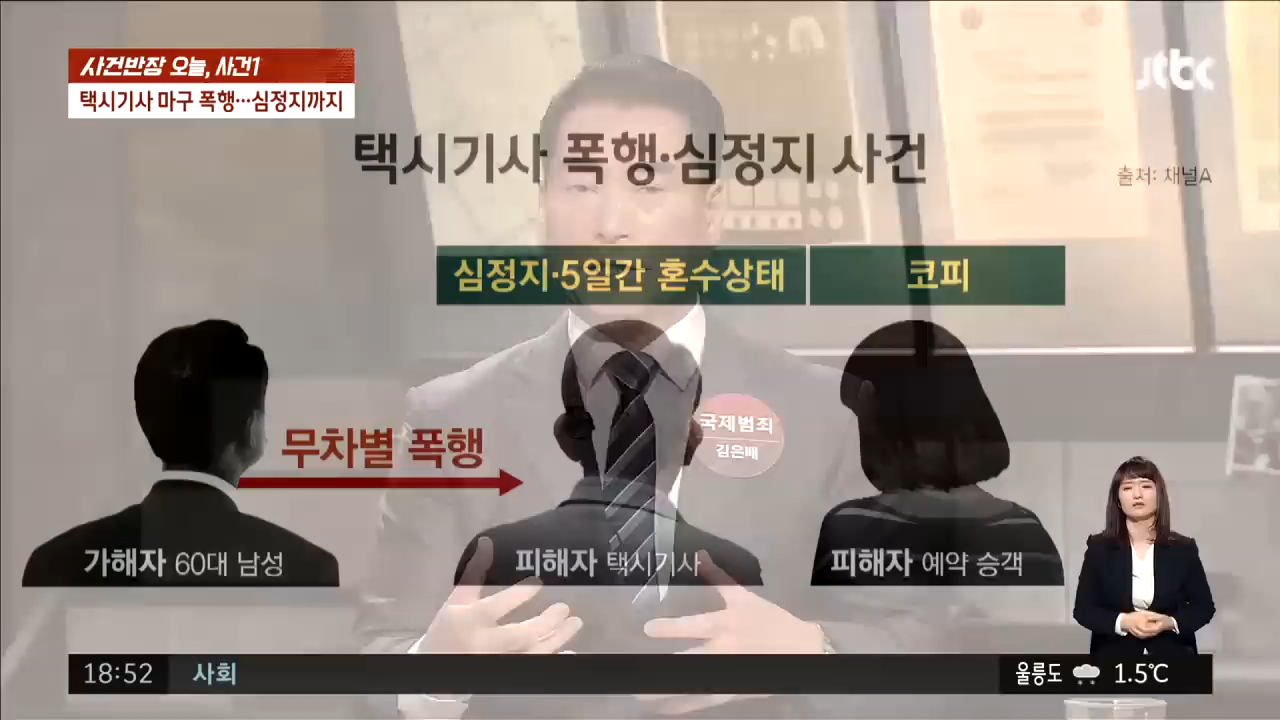 사건반장 오늘, 사건1
택시기사 마구 폭행…심정지까지
jtbc
택시기사 폭행·심정지 사건
출처: 채널A
심정지·5일간 혼수상태
코피
무차별 폭행
국제범죄
김은배
가해자 60대 남성
피해자 택시기사
피해자 예약 승객
18:52 사회
울릉도 1.5℃